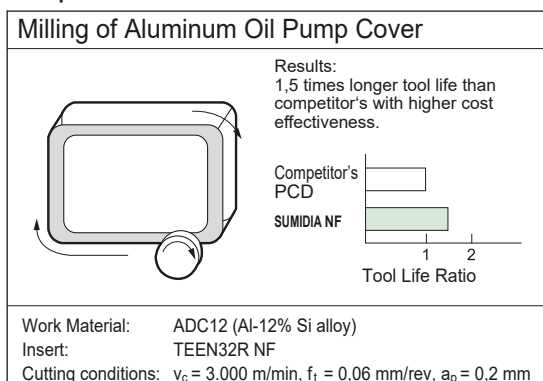 Milling of Aluminum Oil Pump Cover
Results:
1,5 times longer tool life than
competitor‘s with higher cost
effectiveness.
Competitor’s
PCD
SUMIDIA NF
1 2
Tool Life Ratio
Work Material: ADC12 (Al-12% Si alloy)
Insert: TEEN32R NF
Cutting conditions: vc = 3.000 m/min, ft = 0,06 mm/rev, ap = 0,2 mm